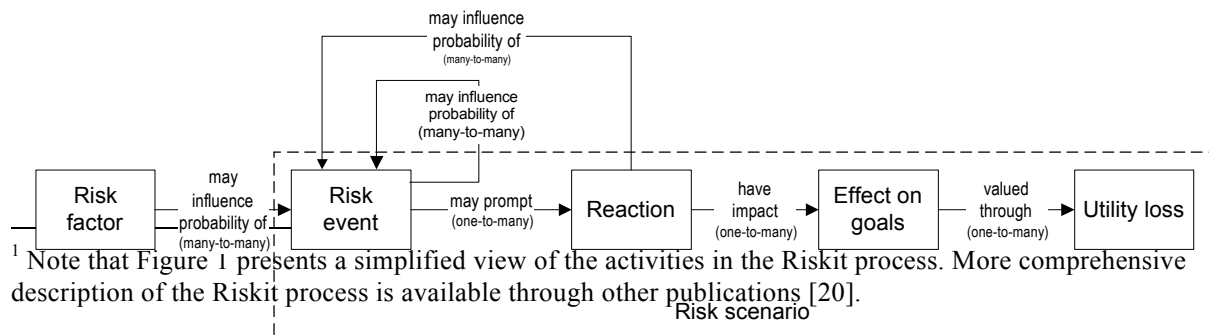 may influence
probability of
(many-to-many)
may influence
probability of
(many-to-many)
Risk
factor
may
influence
probability of
(many-to-many)
Risk
event
may prompt
(one-to-many)
Reaction
have
impact
(one-to-many)
Effect on
goals
valued
through
(one-to-many)
Utility loss
1 Note that Figure 1 presents a simplified view of the activities in the Riskit process. More comprehensive
description of the Riskit process is available through other publications [20].
Risk scenario